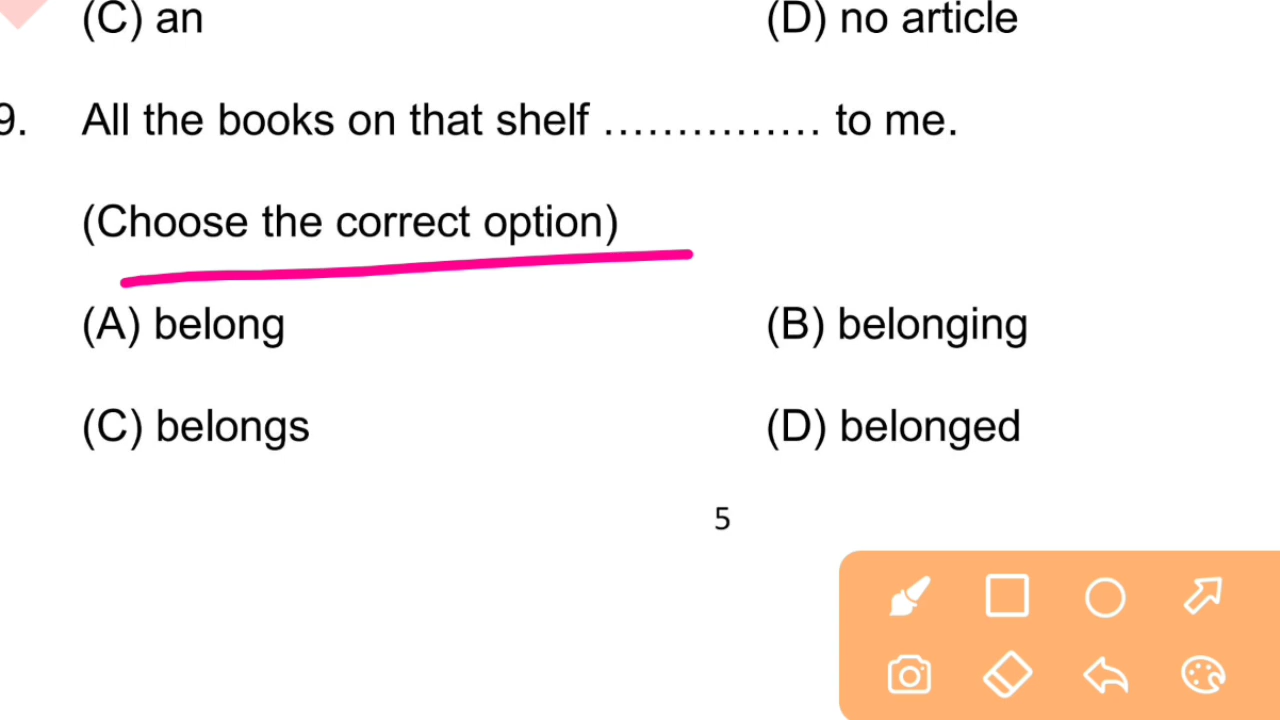 (C) an (D) no article
9. All the books on that shelf ............... to me.
(Choose the correct option)
(A) belong (B) belonging
(C) belongs (D) belonged
5